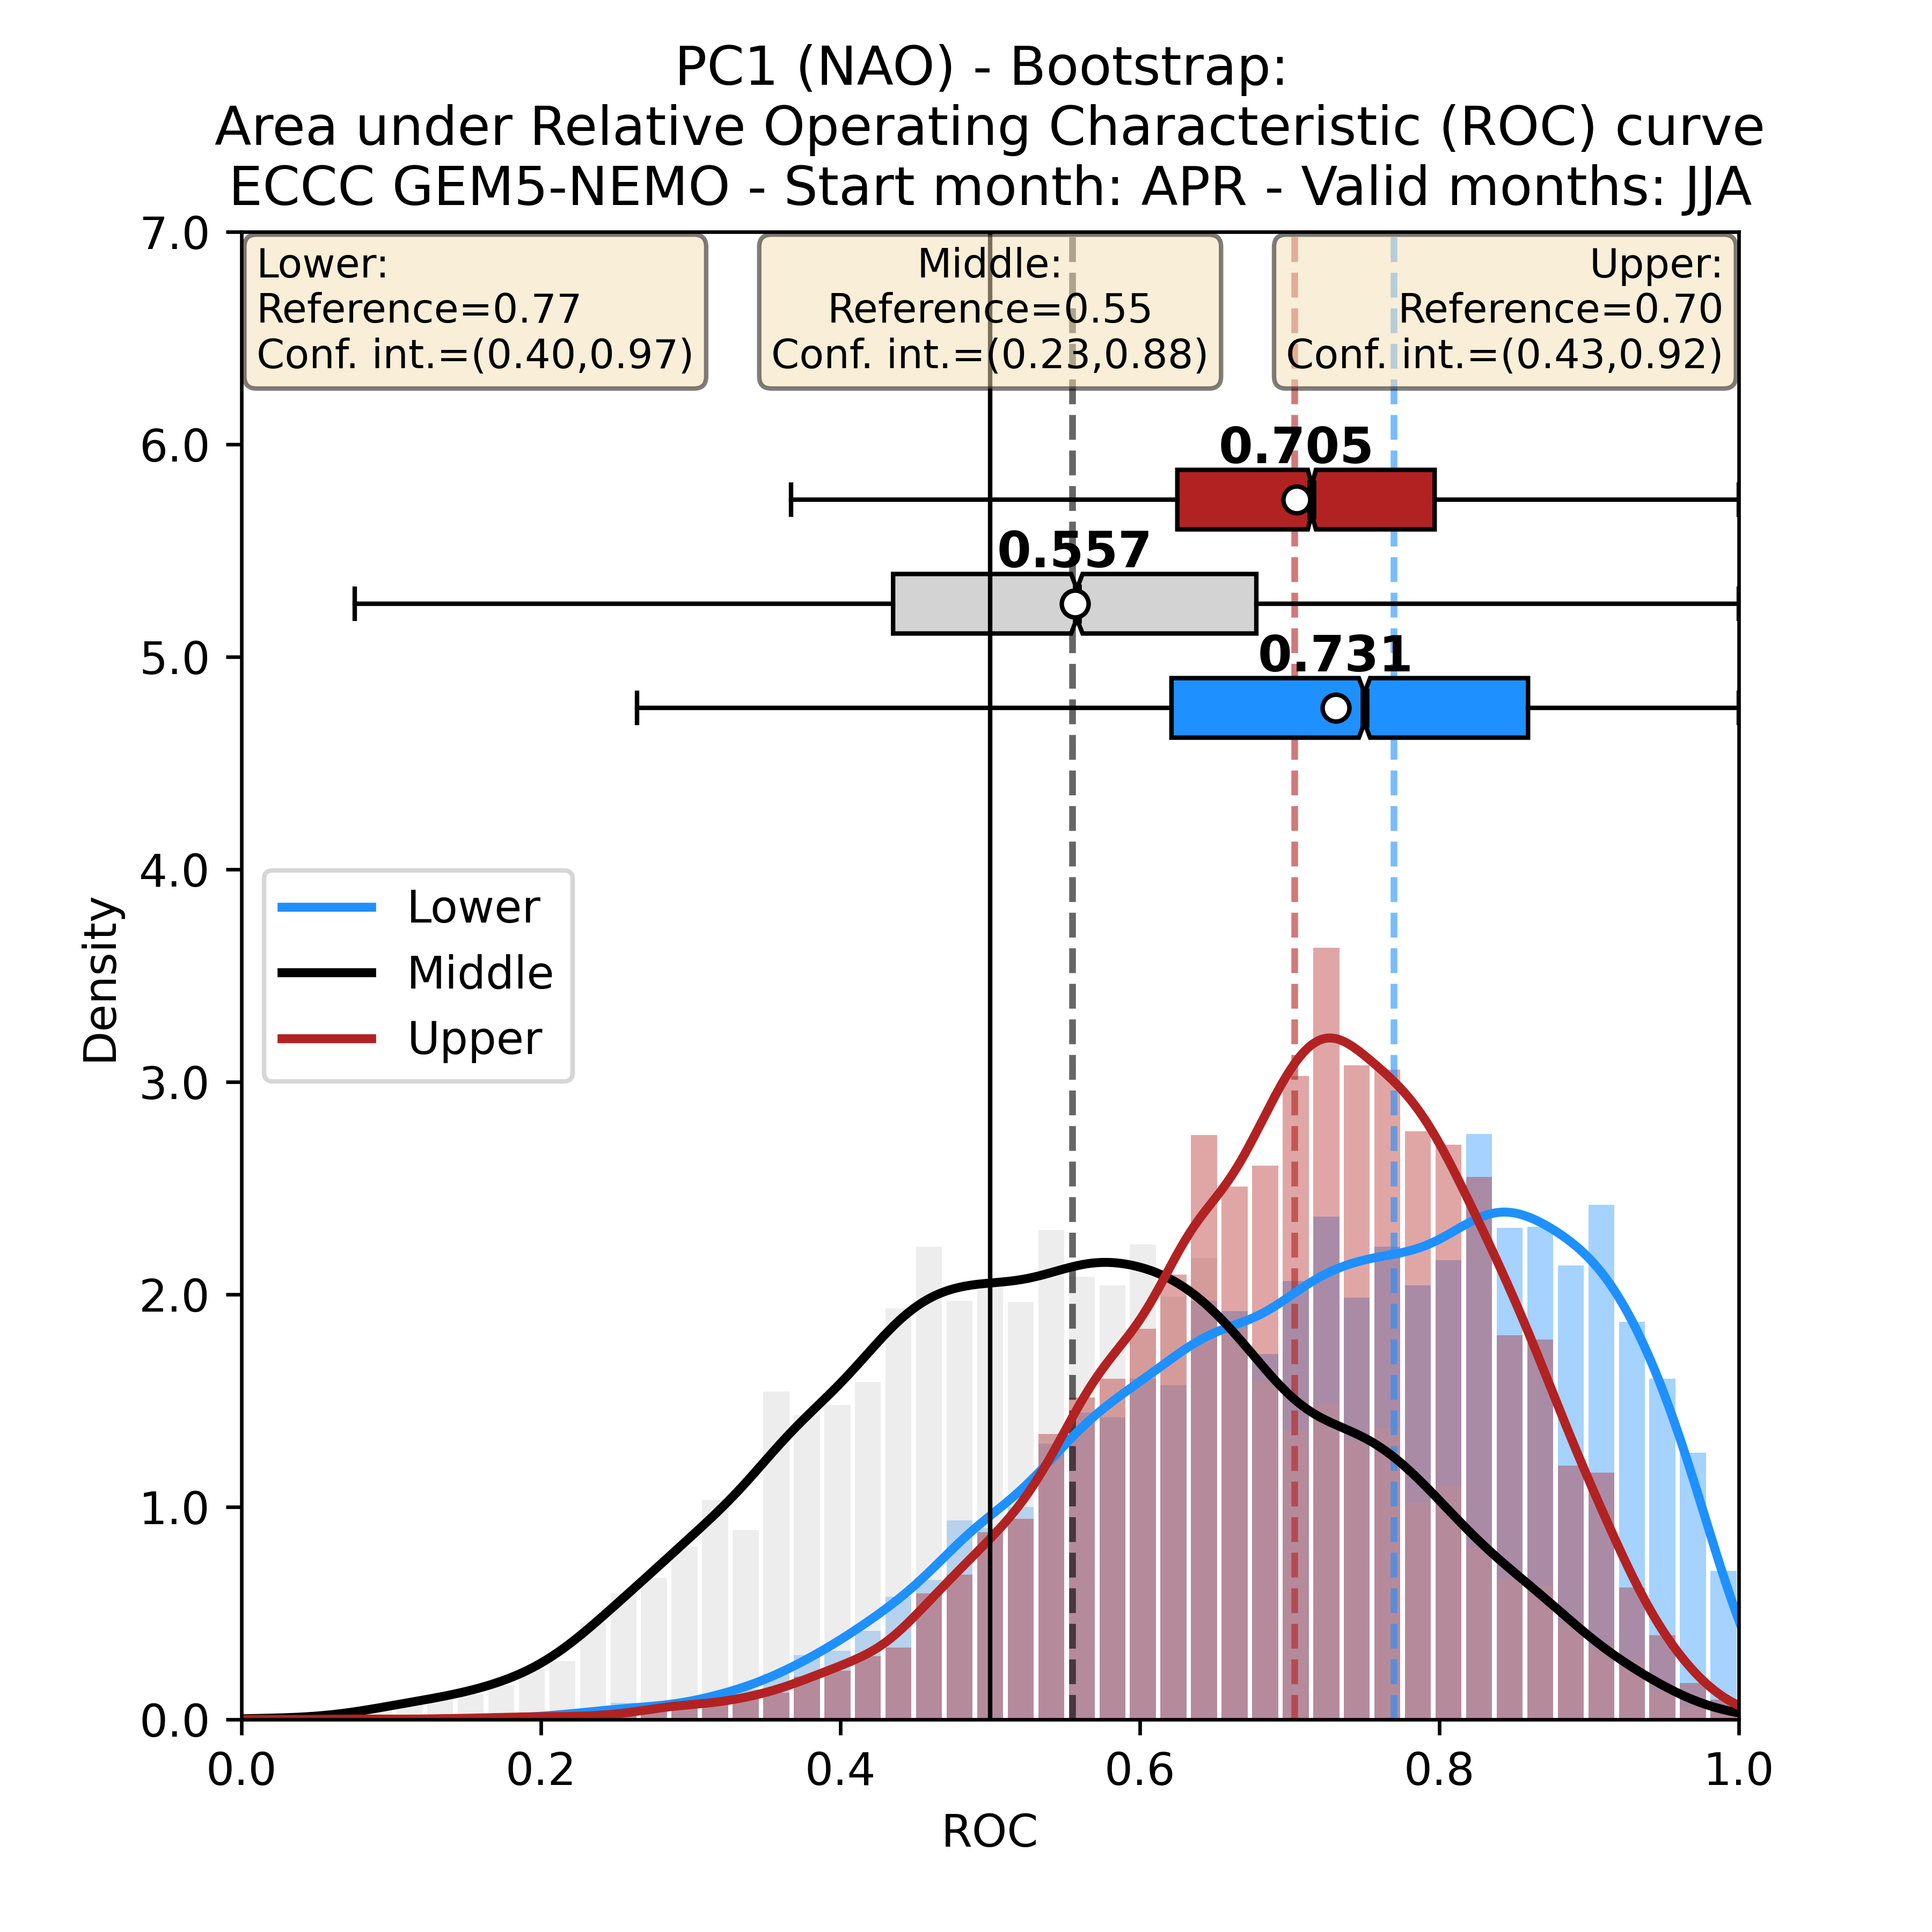 PC1 (NAO) - Bootstrap:
Area under Relative Operating Characteristic (ROC) curve
ECCC GEM5-NEMO - Start month: APR - Valid months: JJA
Lower:
Reference=0.77
Conf. int.=(0.40,0.97)
Middle:
Reference=0.55
Conf. int.=(0.23,0.88)
Upper:
Reference=0.70
Conf. int.=(0.43,0.92)
0.705
0.557
0.731
Lower
Middle
Upper
Density
7.0
6.0
5.0
4.0
3.0
2.0
1.0
0.0
0.0 0.2 0.4 0.6 0.8 1.0
ROC